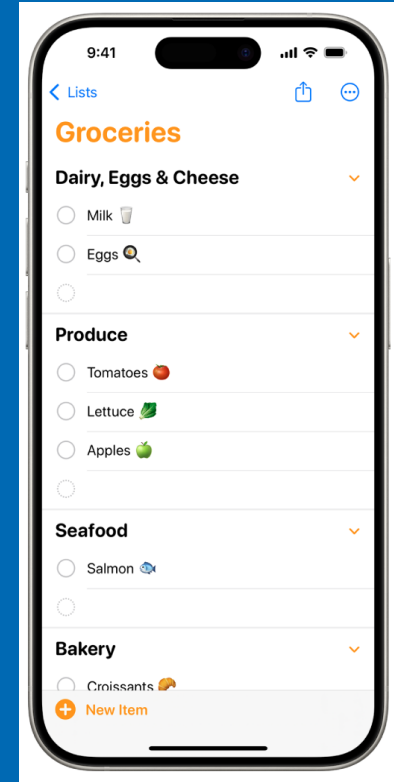 9:41
Lists
Groceries
Dairy, Eggs & Cheese
Milk 🥛
Eggs 🍳
Produce
Tomatoes 🍅
Lettuce 🥬
Apples 🍏
Seafood
Salmon 🐟
Bakery
Croissants 🥐
New Item